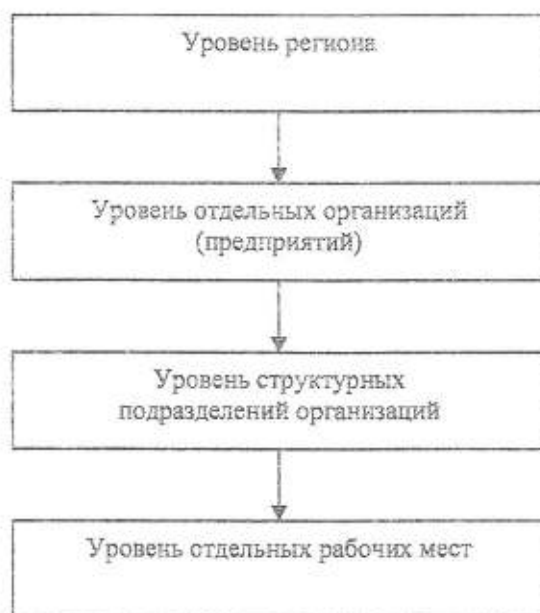 Уровень региона
Уровень отдельных организаций
(предприятий)
Уровень структурных
подразделений организаций
Уровень отдельных рабочих мест